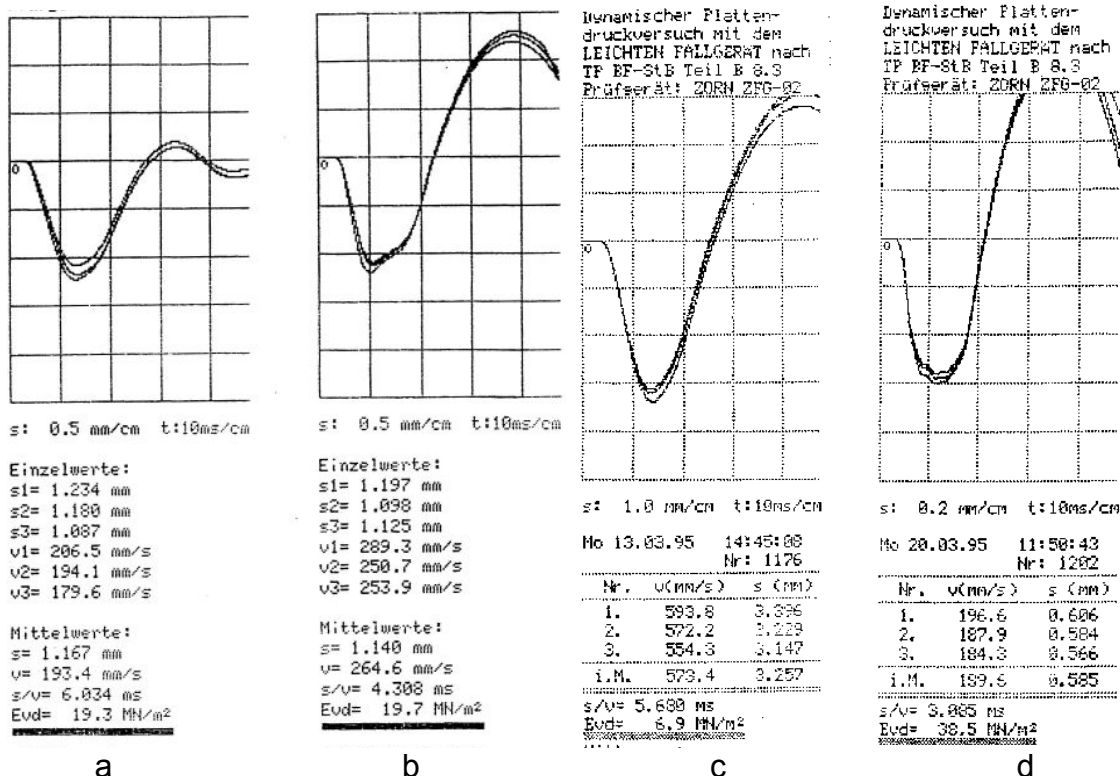 0
s: 0.5 mm/cm t:10ms/cm
Einzelwerte:
s1= 1.234 mm
s2= 1.180 mm
s3= 1.087 mm
v1= 206.5 mm/s
v2= 194.1 mm/s
v3= 179.6 mm/s
Mittelwerte:
s= 1.167 mm
v= 193.4 mm/s
s/v= 6.034 ms
Evd= 19.3 MN/m²
a
0
s: 0.5 mm/cm t:10ms/cm
Einzelwerte:
s1= 1.197 mm
s2= 1.098 mm
s3= 1.125 mm
v1= 289.3 mm/s
v2= 250.7 mm/s
v3= 253.9 mm/s
Mittelwerte:
s= 1.140 mm
v= 264.6 mm/s
s/v= 4.308 ms
Evd= 19.7 MN/m²
b
Dynamischer Platten-
druckversuch mit dem
LEICHTEN FALLGERÄT nach
TP BF-StB Teil B 8.3
Prüfgerät: ZORN ZFG-02
0
s: 1.0 mm/cm t:10ms/cm
Mo 13.03.95 14:45:08
Nr: 1176
Nr. v(mm/s) s (mm)
1. 593.8 3.396
2. 572.2 3.229
3. 554.3 3.147
i.M. 573.4 3.257
s/v= 5.680 ms
Evd= 6.9 MN/m²
c
Dynamischer Platten-
druckversuch mit dem
LEICHTEN FALLGERÄT nach
TP BF-StB Teil B 8.3
Prüfgerät: ZORN ZFG-02
0
s: 0.2 mm/cm t:10ms/cm
Mo 20.03.95 11:50:43
Nr: 1202
Nr. v(mm/s) s (mm)
1. 196.6 0.606
2. 187.9 0.584
3. 184.3 0.566
i.M. 189.6 0.585
s/v= 3.085 ms
Evd= 38.5 MN/m²
d